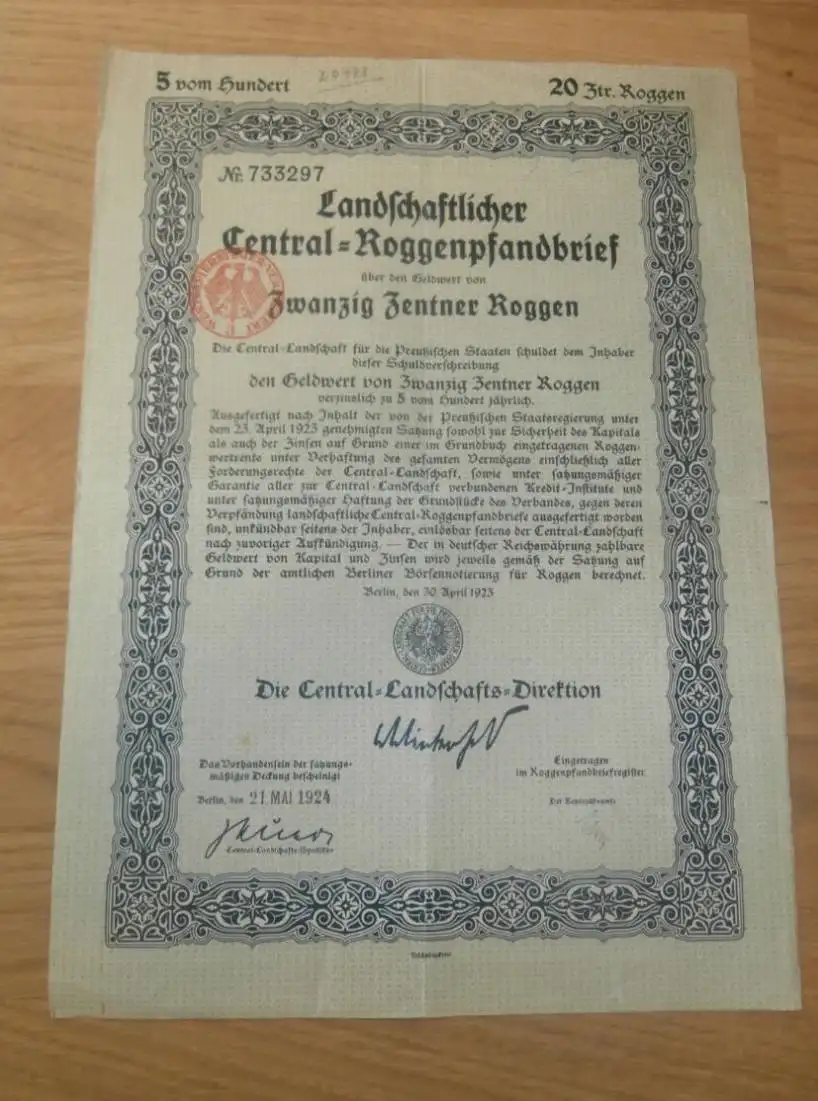 5 vom Hundert
20 Ztr. Roggen
Nr. 733297
Landschaftlicher
Central-Roggenpfandbrief
über den Geldwert von
Zwanzig Zentner Roggen
Die Central-Landschaft für die Preußischen Staaten schuldet dem Inhaber
dieser Schuldverschreibung
den Geldwert von Zwanzig Zentner Roggen
verzinslich zu 5 vom Hundert jährlich.
Ausgefertigt nach Inhalt der von der Preußischen Staatsregierung unter
dem 23. April 1923 genehmigten Satzung sowohl zur Sicherheit des Kapitals
als auch der Zinsen auf Grund einer im Grundbuch eingetragenen Roggen-
wertrente unter Verhaftung des gesamten Vermögens einschließlich aller
Forderungsrechte der Central-Landschaft, sowie unter satzungsmäßiger
Garantie aller zur Central-Landschaft verbundenen Kredit-Institute und
unter satzungsmäßiger Haftung der Grundstücke des Verbandes, gegen deren
Verpfändung landschaftliche Central-Roggenpfandbriefe ausgefertigt worden
sind, unkündbar seitens der Inhaber, einlösbar seitens der Central-Landschaft
nach zuvoriger Aufkündigung. — Der in deutscher Reichswährung zahlbare
Geldwert von Kapital und Zinsen wird jeweils gemäß der Satzung auf
Grund der amtlichen Berliner Börsennotierung für Roggen berechnet.
Berlin, den 30 April 1923
Die Central-Landschafts-Direktion
Das Vorhandensein der satzungs-
mäßigen Deckung bescheinigt
Berlin, den 21. MAI 1924
Central-Landschafts-Syndikus
Eingetragen
im Roggenpfandbriefregister
Reichsdruckerei